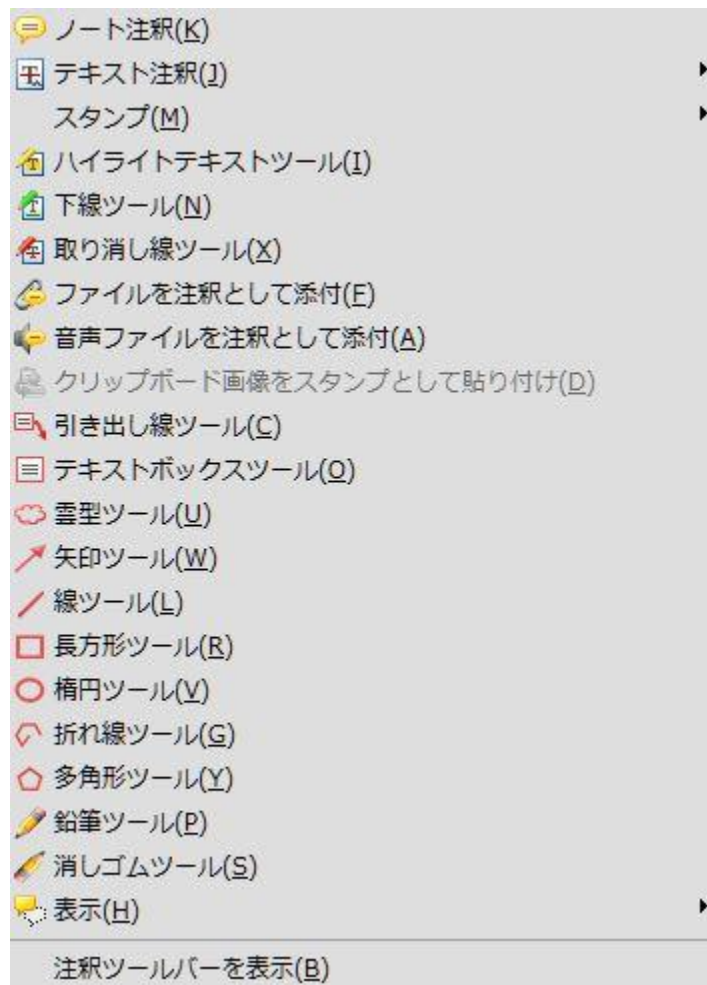 ノート注釈(K)
テキスト注釈(J)
スタンプ(M)
ハイライトテキストツール(I)
下線ツール(N)
取り消し線ツール(X)
ファイルを注釈として添付(F)
音声ファイルを注釈として添付(A)
クリップボード画像をスタンプとして貼り付け(D)
引き出し線ツール(C)
テキストボックスツール(O)
雲型ツール(U)
矢印ツール(W)
線ツール(L)
長方形ツール(R)
楕円ツール(V)
折れ線ツール(G)
多角形ツール(Y)
鉛筆ツール(P)
消しゴムツール(S)
表示(H)
注釈ツールバーを表示(B)